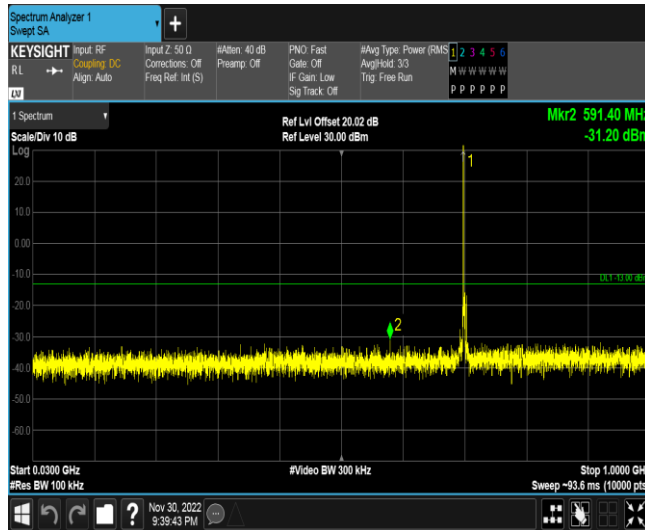 Spectrum Analyzer 1
Swept SA
+
KEYSIGHT
RL
LXI
Input: RF
Coupling: DC
Align: Auto
Input Z: 50 Ω
Corrections: Off
Freq Ref: Int (S)
#Atten: 40 dB
Preamp: Off
PNO: Fast
Gate: Off
IF Gain: Low
Sig Track: Off
#Avg Type: Power (RMS
Avg|Hold: 3/3
Trig: Free Run
1 2 3 4 5 6
M W W W W W
P P P P P P
1 Spectrum
Scale/Div 10 dB
Log
Ref Lvl Offset 20.02 dB
Ref Level 30.00 dBm
Mkr2 591.40 MHz
-31.20 dBm
1
20.0
10.0
0.00
-10.0
DL1 -13.00 dBm
-20.0
2
-30.0
-40.0
-50.0
-60.0
Start 0.0300 GHz
#Res BW 100 kHz
#Video BW 300 kHz
Stop 1.0000 GH
Sweep ~93.6 ms (10000 pts
?
Nov 30, 2022
9:39:43 PM